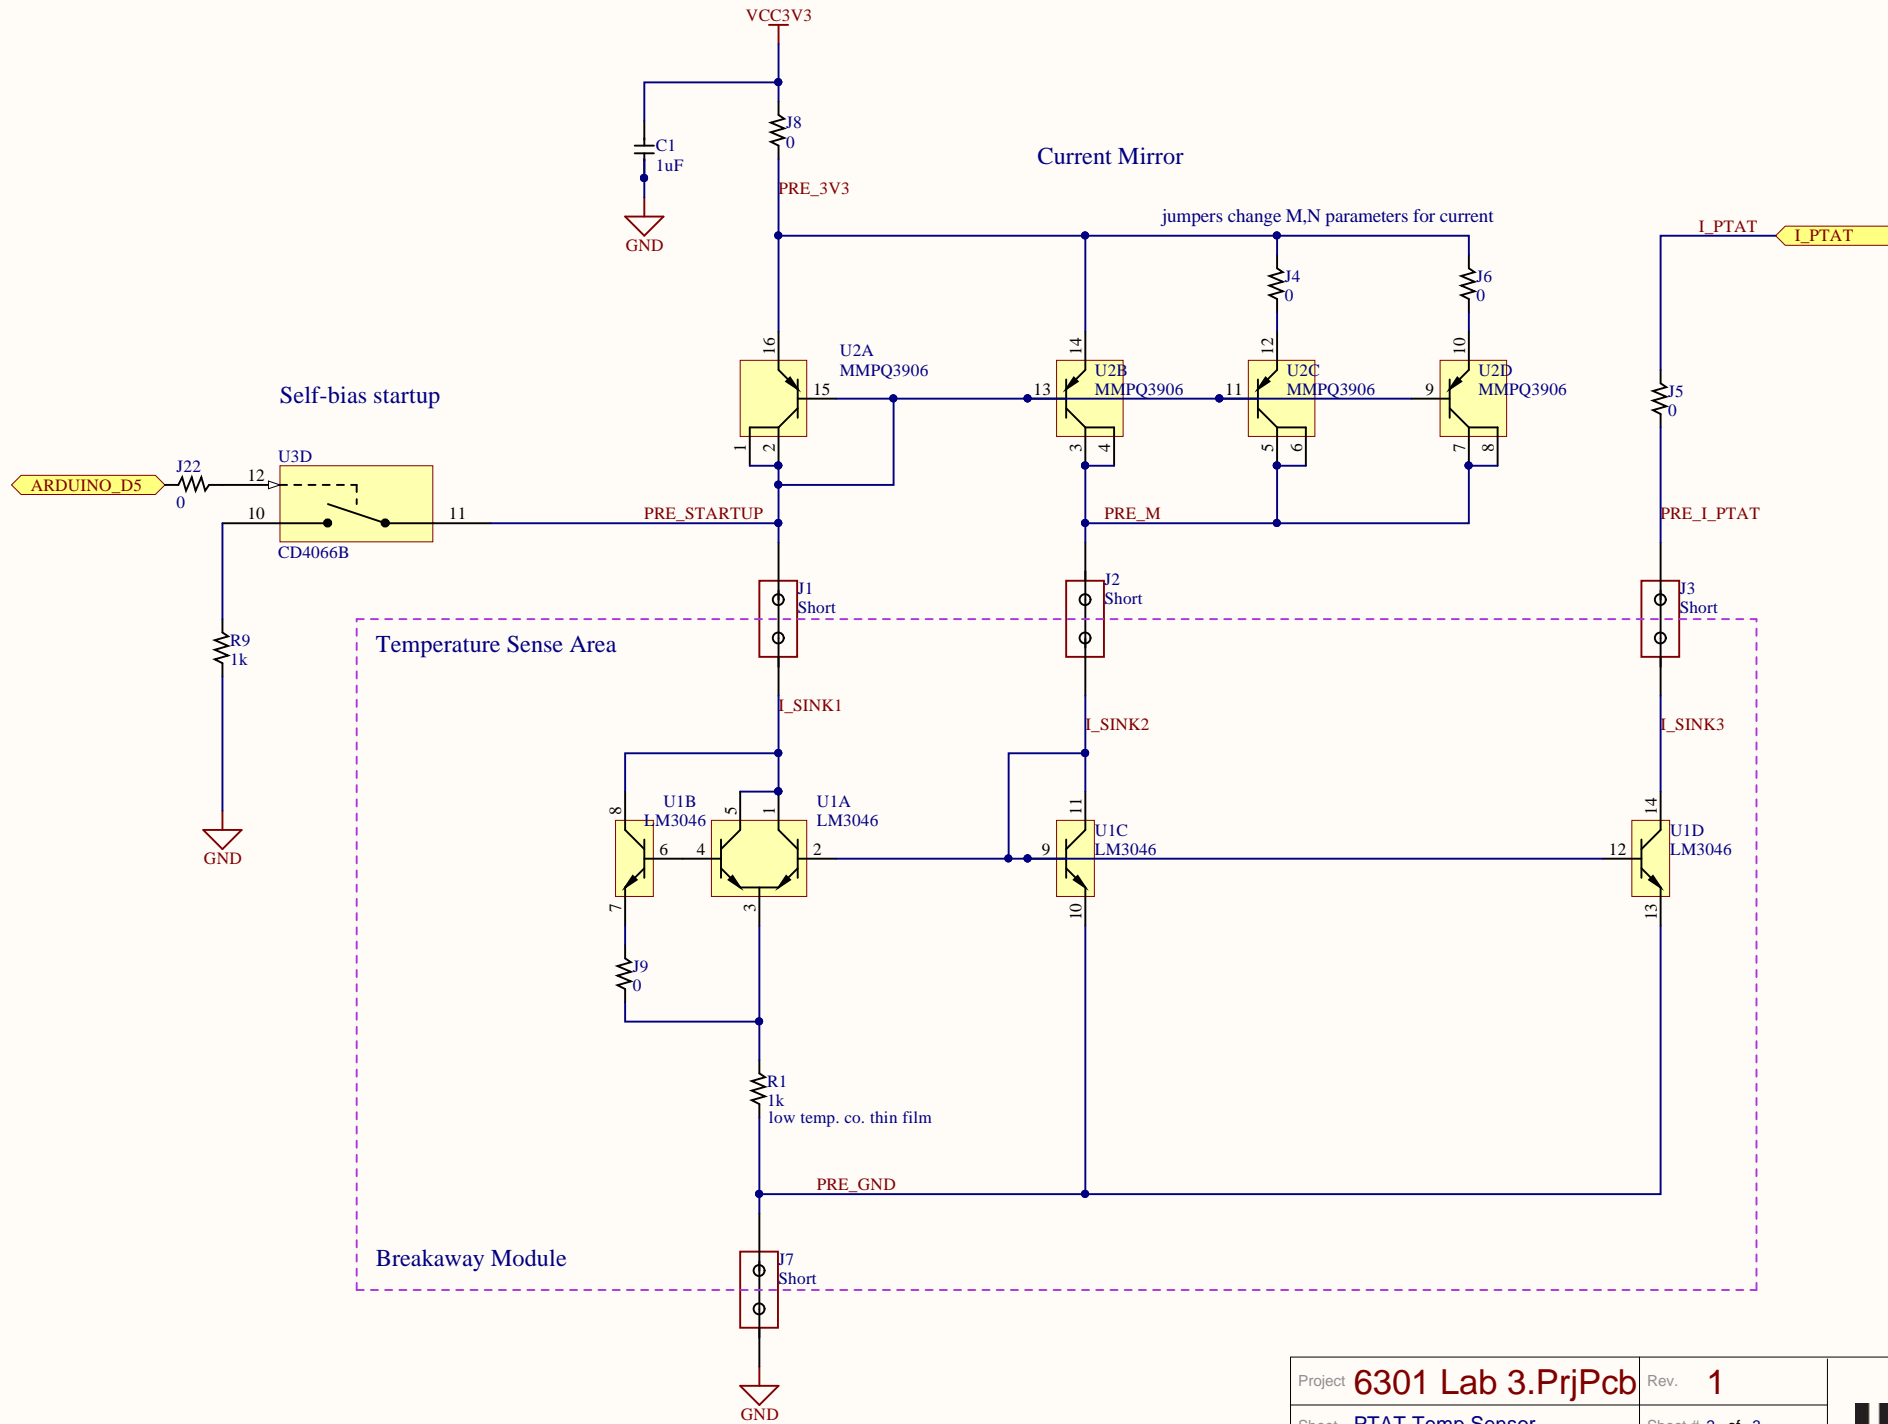 VCC3V3
J8
0
C1
1uF
GND
PRE_3V3
Current Mirror
jumpers change M,N parameters for current
I_PTAT
I_PTAT
J4
0
J6
0
16
U2A
MMPQ3906
15
1
2
14
U2B
MMPQ3906
13
3
4
12
U2C
MMPQ3906
11
5
6
10
U2D
MMPQ3906
9
7
8
J5
0
Self-bias startup
ARDUINO_D5
J22
0
U3D
12
10
11
CD4066B
PRE_STARTUP
PRE_M
PRE_I_PTAT
R9
1k
GND
J1
Short
J2
Short
J3
Short
Temperature Sense Area
I_SINK1
I_SINK2
I_SINK3
8
U1B
LM3046
6
7
5
1
U1A
LM3046
4
2
3
11
U1C
LM3046
9
10
14
U1D
LM3046
12
13
J9
0
R1
1k
low temp. co. thin film
PRE_GND
Breakaway Module
J7
Short
GND
Project 6301 Lab 3.PrjPcb Rev. 1
PTAT Temp Sensor